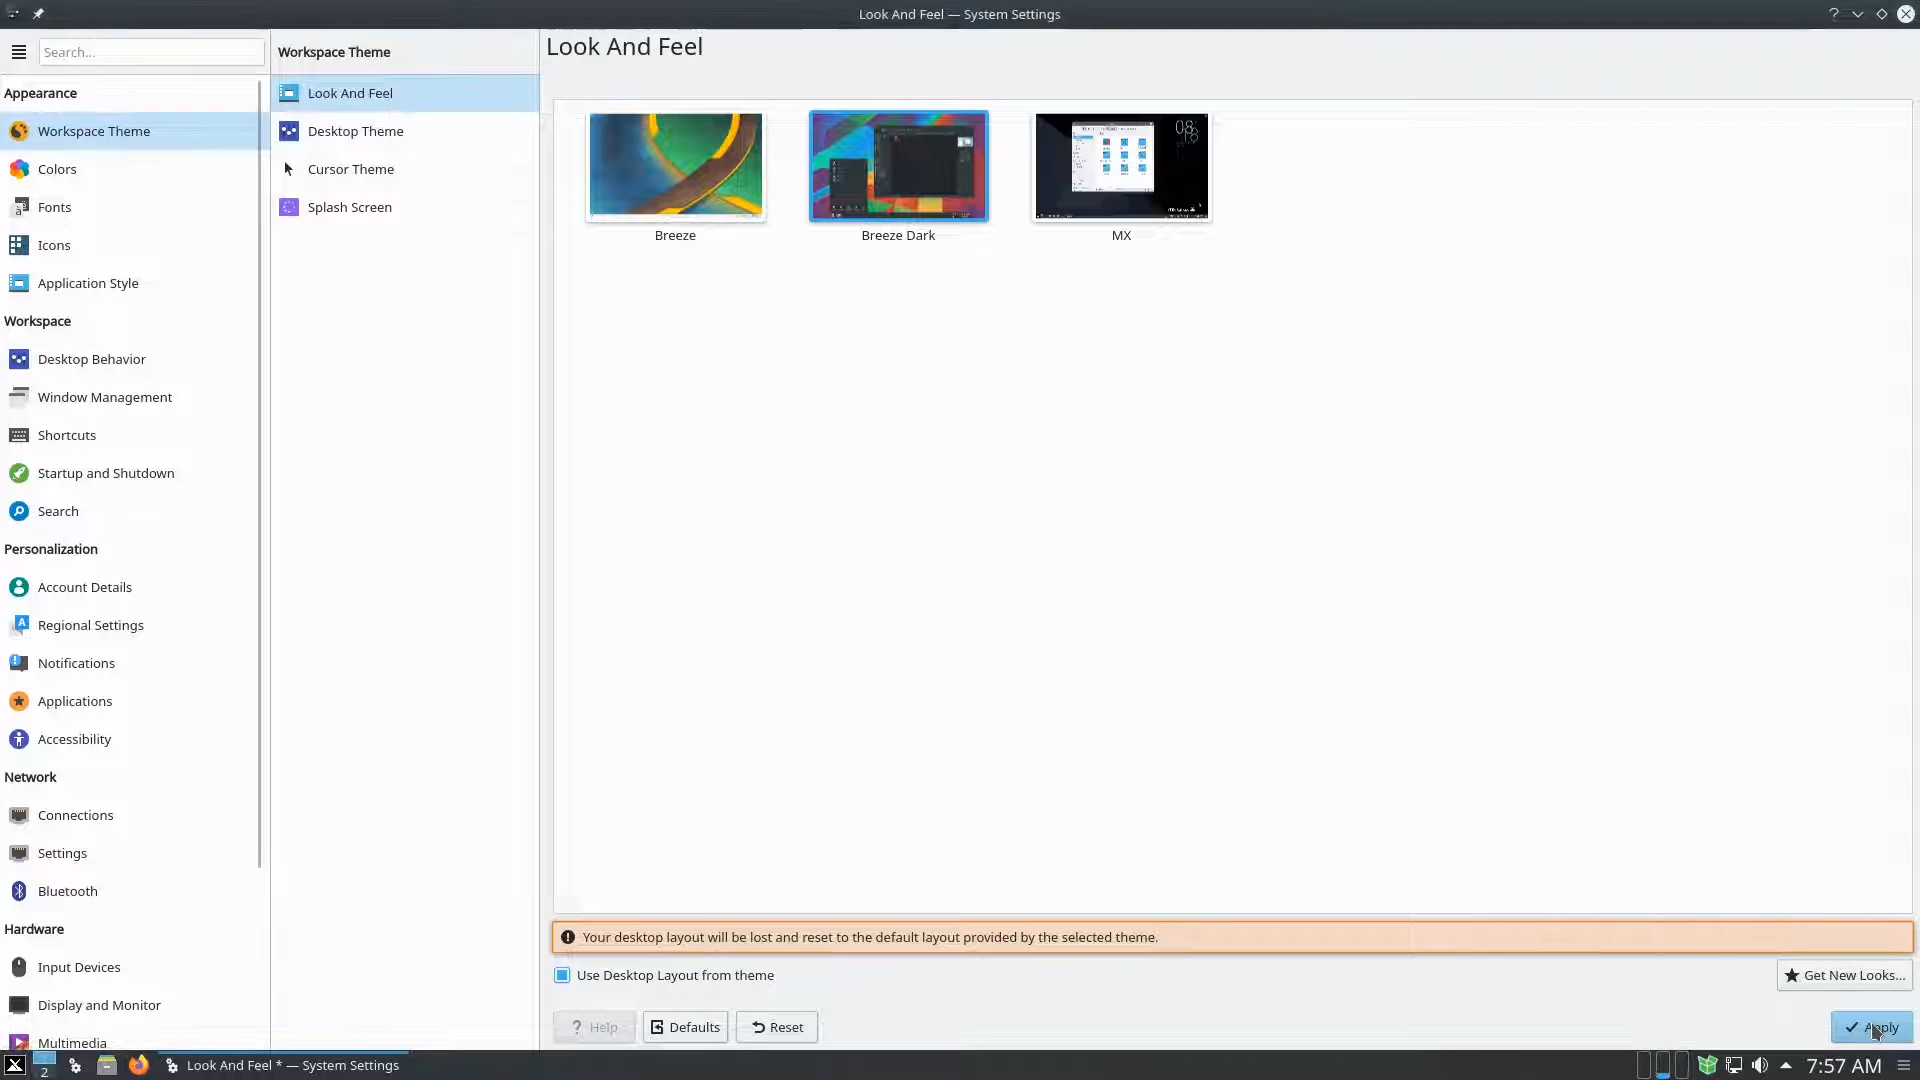 Look And Feel — System Settings
Search...
Appearance
Workspace Theme
Colors
Fonts
Icons
Application Style
Workspace
Desktop Behavior
Window Management
Shortcuts
Startup and Shutdown
Search
Personalization
Account Details
Regional Settings
Notifications
Applications
Accessibility
Network
Connections
Settings
Bluetooth
Hardware
Input Devices
Display and Monitor
Multimedia
Workspace Theme
Look And Feel
Desktop Theme
Cursor Theme
Splash Screen
Look And Feel
Breeze
Breeze Dark
MX
Your desktop layout will be lost and reset to the default layout provided by the selected theme.
Use Desktop Layout from theme
Get New Looks...
Help
Defaults
Reset
Apply
2
Look And Feel * — System Settings
7:57 AM